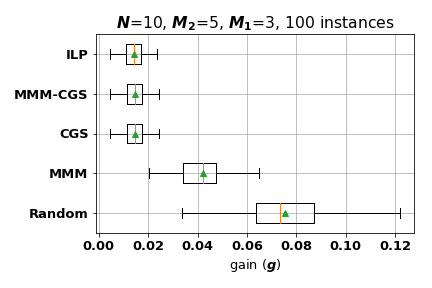 N=10, M₂=5, M₁=3, 100 instances
ILP
MMM-CGS
CGS
MMM
Random
0.00 0.02 0.04 0.06 0.08 0.10 0.12
gain (g)